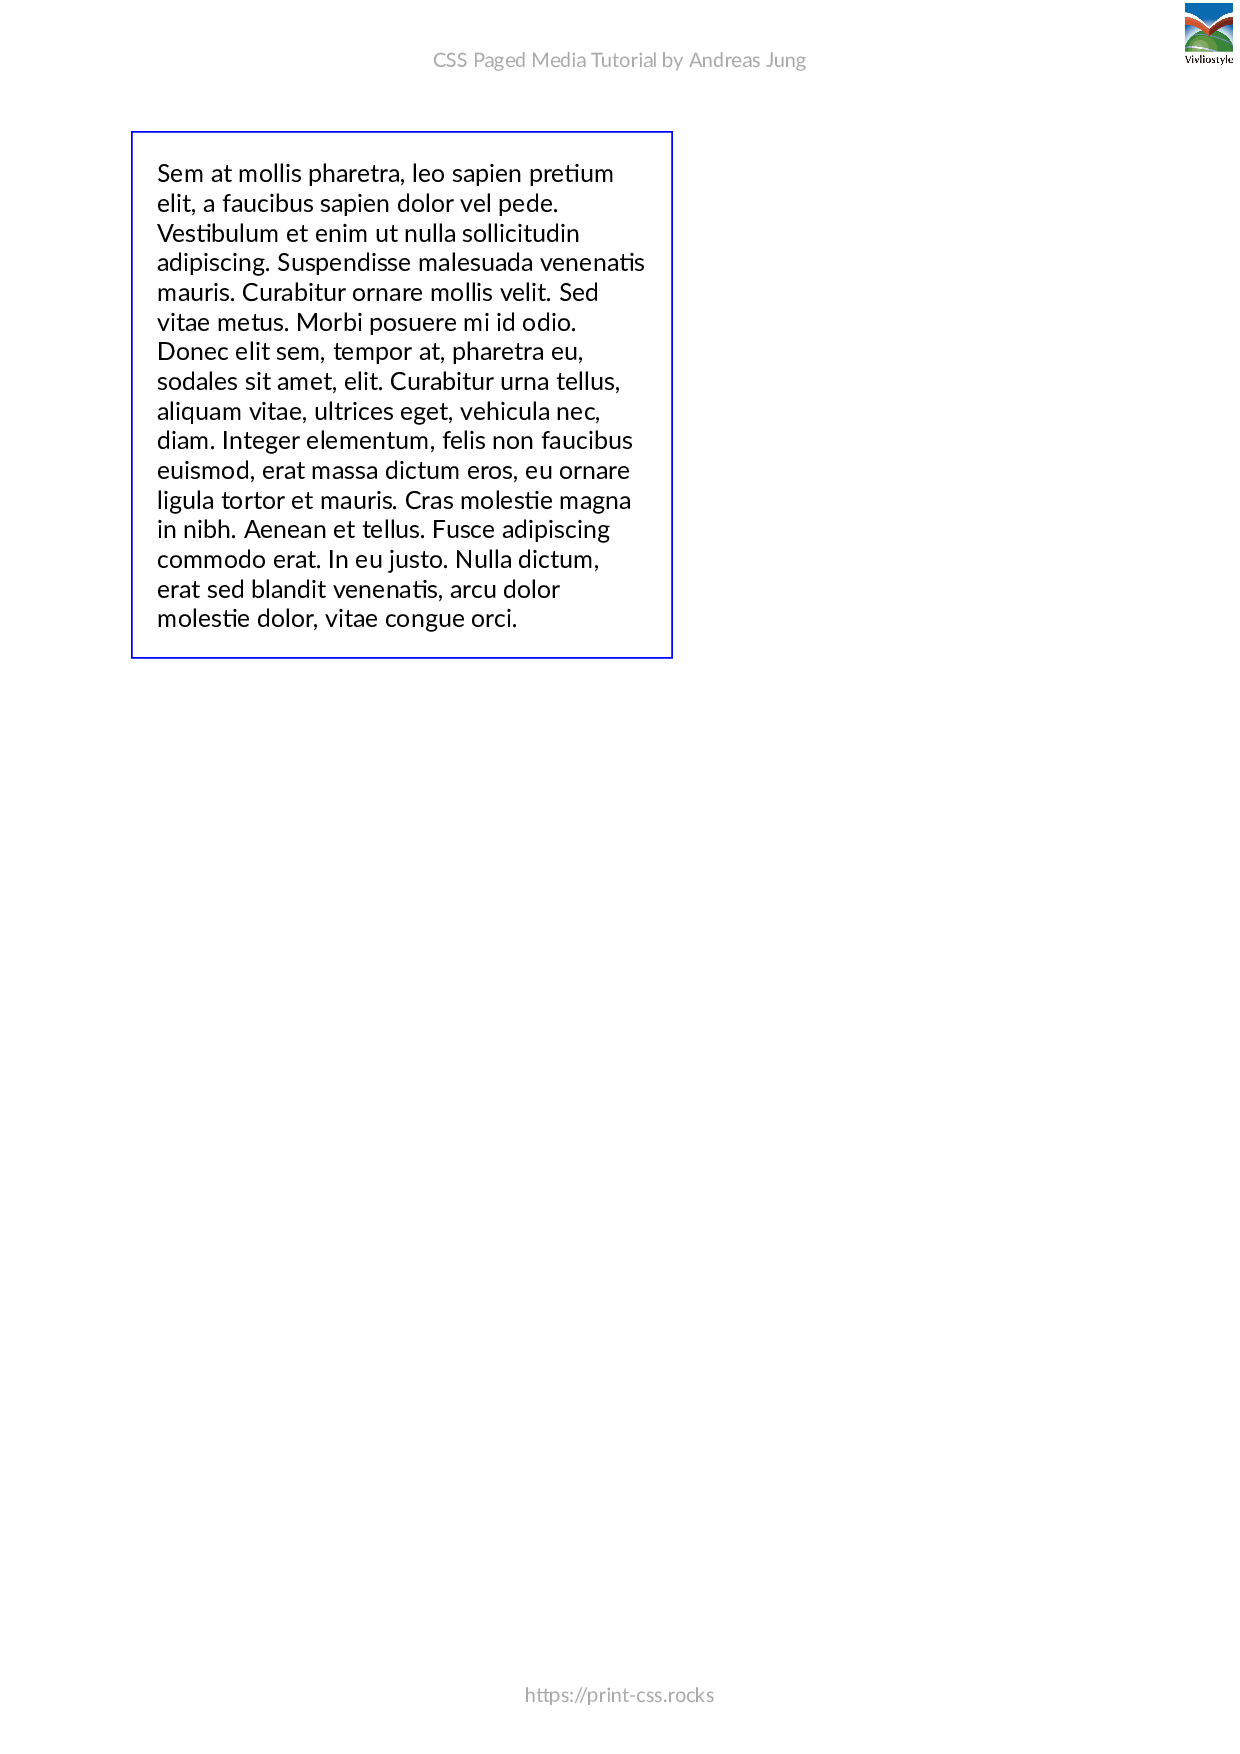 CSS Paged Media Tutorial by Andreas Jung
Vivliostyle
Sem at mollis pharetra, leo sapien pretium
elit, a faucibus sapien dolor vel pede.
Vestibulum et enim ut nulla sollicitudin
adipiscing. Suspendisse malesuada venenatis
mauris. Curabitur ornare mollis velit. Sed
vitae metus. Morbi posuere mi id odio.
Donec elit sem, tempor at, pharetra eu,
sodales sit amet, elit. Curabitur urna tellus,
aliquam vitae, ultrices eget, vehicula nec,
diam. Integer elementum, felis non faucibus
euismod, erat massa dictum eros, eu ornare
ligula tortor et mauris. Cras molestie magna
in nibh. Aenean et tellus. Fusce adipiscing
commodo erat. In eu justo. Nulla dictum,
erat sed blandit venenatis, arcu dolor
molestie dolor, vitae congue orci.
https://print-css.rocks